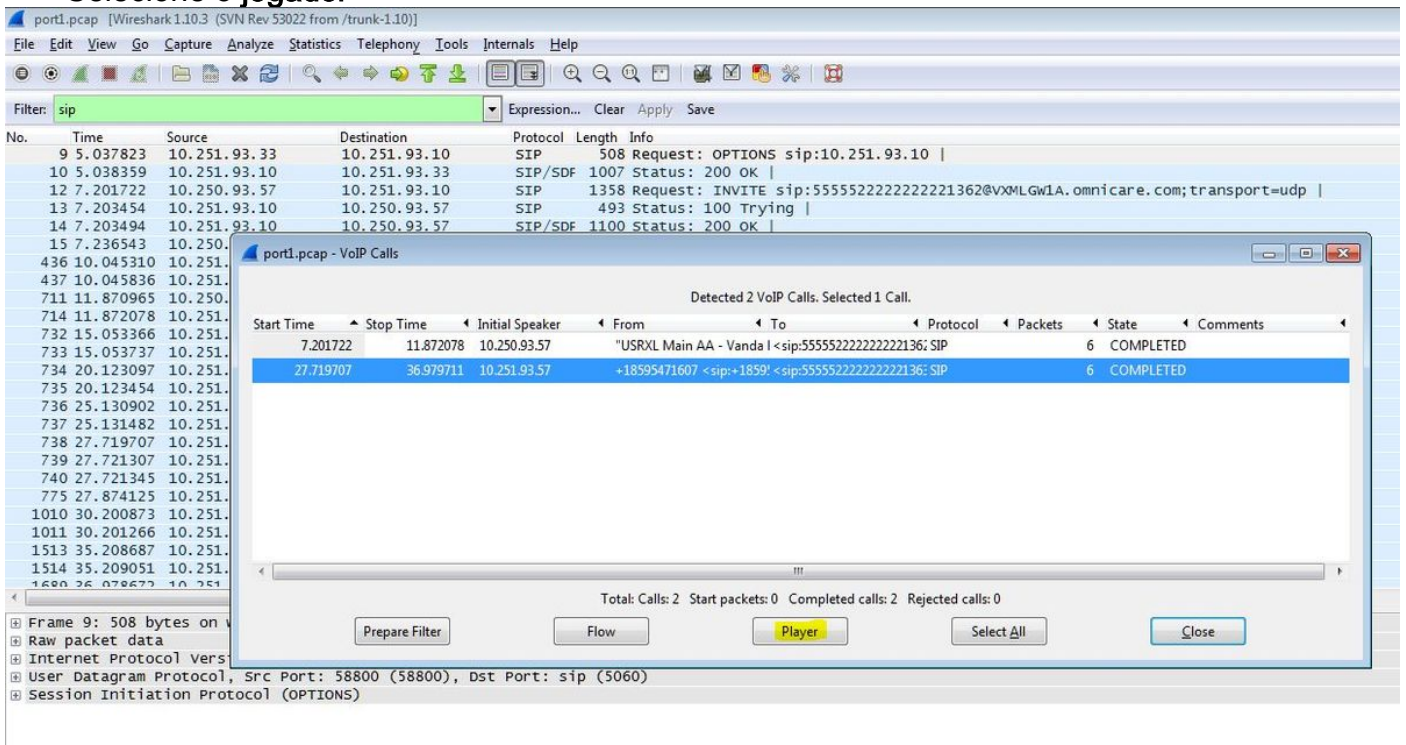 Selecione o jogado.
port1.pcap [Wireshark 1.10.3 (SVN Rev 53022 from /trunk-1.10)]
File Edit View Go Capture Analyze Statistics Telephony Tools Internals Help
Filter: sip Expression... Clear Apply Save
No. Time Source Destination Protocol Length Info
9 5.037823 10.251.93.33 10.251.93.10 SIP 508 Request: OPTIONS sip:10.251.93.10 |
10 5.038359 10.251.93.10 10.251.93.33 SIP/SDF 1007 Status: 200 OK |
12 7.201722 10.250.93.57 10.251.93.10 SIP 1358 Request: INVITE sip:5555522222222221362@VXMLGW1A.omnicare.com;transport=udp |
13 7.203454 10.251.93.10 10.250.93.57 SIP 493 Status: 100 Trying |
14 7.203494 10.251.93.10 10.250.93.57 SIP/SDF 1100 Status: 200 OK |
15 7.236543 10.250.
436 10.045310 10.251.
437 10.045836 10.251.
711 11.870965 10.250.
714 11.872078 10.251.
732 15.053366 10.251.
733 15.053737 10.251.
734 20.123097 10.251.
735 20.123454 10.251.
736 25.130902 10.251.
737 25.131482 10.251.
738 27.719707 10.251.
739 27.721307 10.251.
740 27.721345 10.251.
775 27.874125 10.251.
1010 30.200873 10.251.
1011 30.201266 10.251.
1513 35.208687 10.251.
1514 35.209051 10.251.
1689 36.978672 10.251
port1.pcap - VoIP Calls
Detected 2 VoIP Calls. Selected 1 Call.
Start Time Stop Time Initial Speaker From To Protocol Packets State Comments
7.201722 11.872078 10.250.93.57 "USRXL Main AA - Vanda I <sip:5555522222222221362 SIP 6 COMPLETED
27.719707 36.979711 10.251.93.57 +18595471607 <sip:+1859! <sip:5555522222222221363 SIP 6 COMPLETED
Total: Calls: 2 Start packets: 0 Completed calls: 2 Rejected calls: 0
Prepare Filter Flow Player Select All Close
Frame 9: 508 bytes on w
Raw packet data
Internet Protocol Vers
User Datagram Protocol, Src Port: 58800 (58800), Dst Port: sip (5060)
Session Initiation Protocol (OPTIONS)